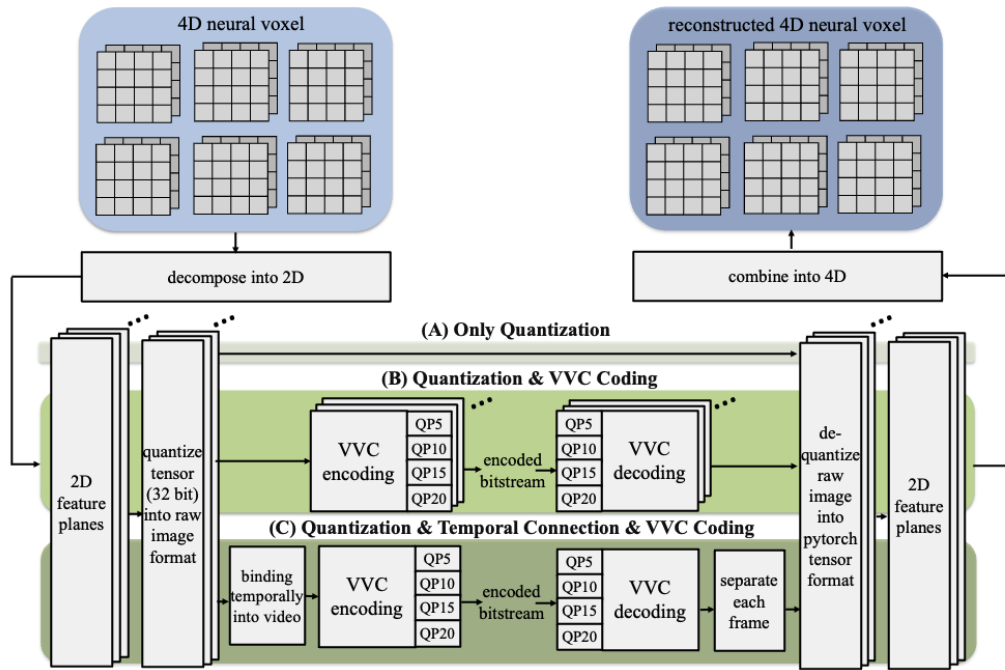 4D neural voxel
reconstructed 4D neural voxel
decompose into 2D
combine into 4D
(A) Only Quantization
(B) Quantization & VVC Coding
2D
feature
planes
quantize
tensor
(32 bit)
into raw
image
format
VVC
encoding
QP5
QP10
QP15
QP20
encoded
bitstream
QP5
QP10
QP15
QP20
VVC
decoding
de-
quantize
raw
image
into
pytorch
tensor
format
2D
feature
planes
(C) Quantization & Temporal Connection & VVC Coding
binding
temporally
into video
VVC
encoding
QP5
QP10
QP15
QP20
encoded
bitstream
QP5
QP10
QP15
QP20
VVC
decoding
separate
each
frame